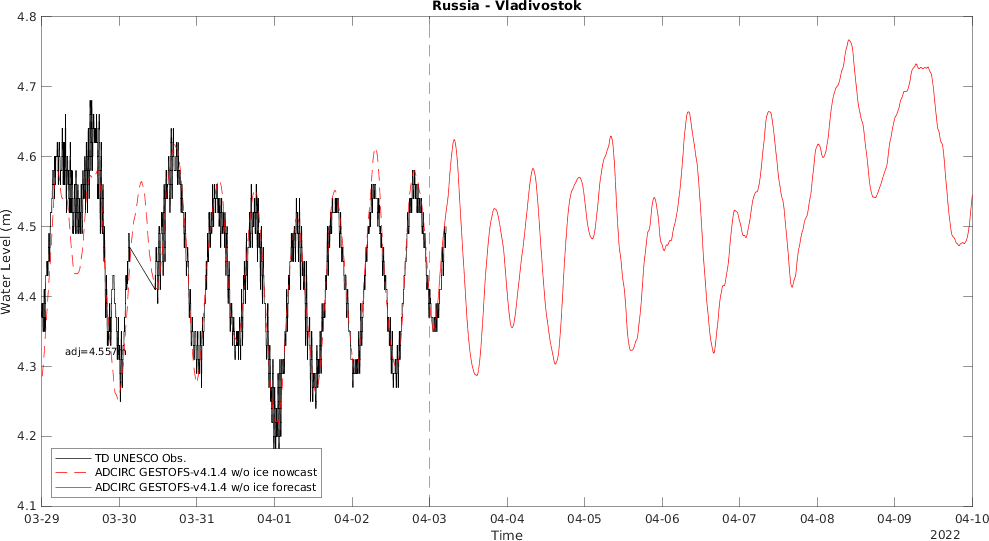 Russia - Vladivostok
4.8
4.7
4.6
4.5
4.4
4.3
4.2
4.1
Water Level (m)
adj=4.557m
TD UNESCO Obs.
ADCIRC GESTOFS-v4.1.4 w/o ice nowcast
ADCIRC GESTOFS-v4.1.4 w/o ice forecast
03-29 03-30 03-31 04-01 04-02 04-03 04-04 04-05 04-06 04-07 04-08 04-09 04-10
Time
2022